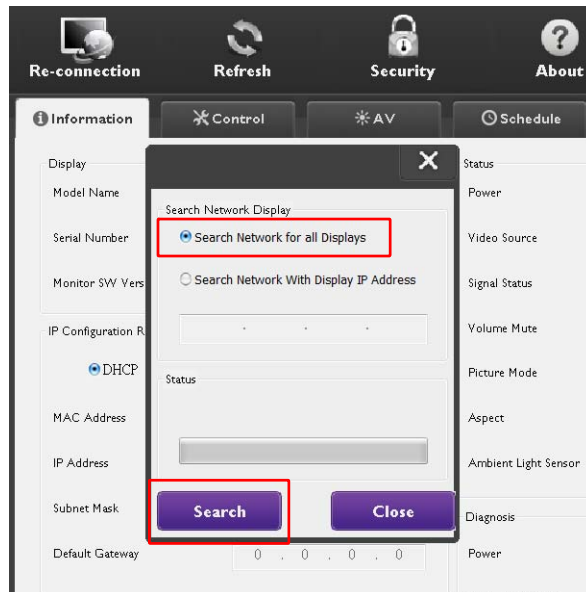 Re-connection Refresh Security About
Information Control AV Schedule
Display
Model Name
Serial Number
Monitor SW Vers
IP Configuration R
DHCP
MAC Address
IP Address
Subnet Mask
Default Gateway 0 . 0 . 0 . 0
X
Search Network Display
Search Network for all Displays
Search Network With Display IP Address
. . .
Status
Search Close
Status
Power
Video Source
Signal Status
Volume Mute
Picture Mode
Aspect
Ambient Light Sensor
Diagnosis
Power